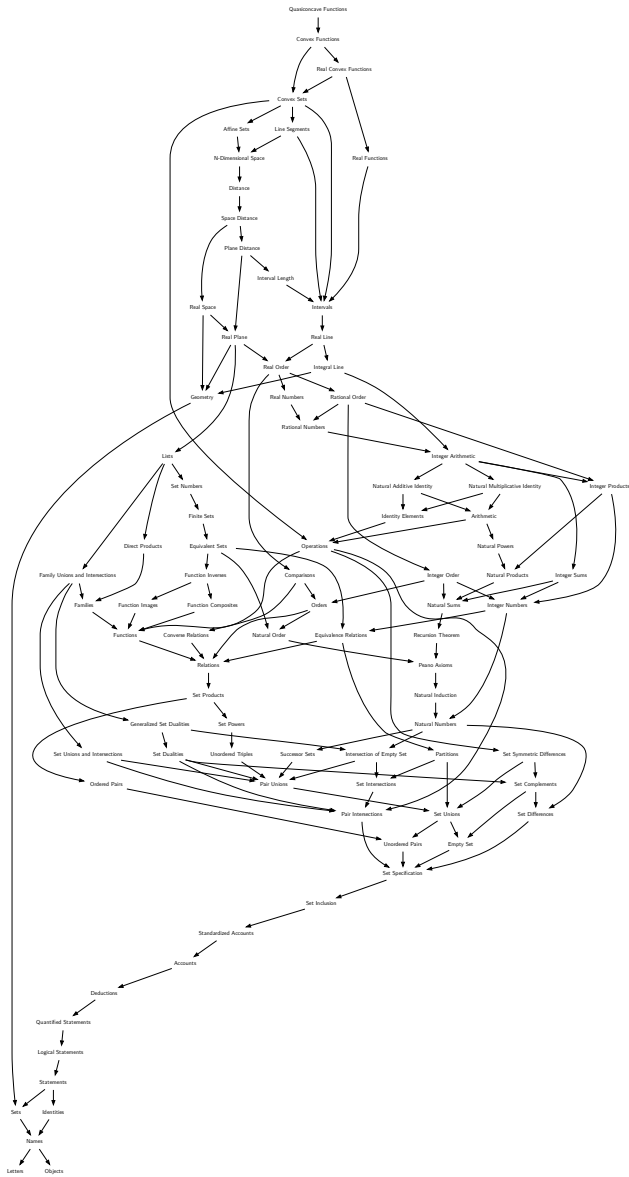 Quasiconcave Functions
Convex Functions
Real Convex Functions
Convex Sets
Affine Sets
Line Segments
N-Dimensional Space
Real Functions
Distance
Space Distance
Plane Distance
Interval Length
Real Space
Intervals
Real Plane
Real Line
Real Order
Integral Line
Geometry
Real Numbers
Rational Order
Rational Numbers
Lists
Integer Arithmetic
Set Numbers
Natural Additive Identity
Natural Multiplicative Identity
Integer Products
Finite Sets
Identity Elements
Arithmetic
Direct Products
Equivalent Sets
Operations
Natural Powers
Family Unions and Intersections
Function Inverses
Comparisons
Integer Order
Natural Products
Integer Sums
Families
Function Images
Function Composites
Orders
Natural Sums
Integer Numbers
Functions
Converse Relations
Natural Order
Equivalence Relations
Recursion Theorem
Relations
Peano Axioms
Set Products
Natural Induction
Generalized Set Dualities
Set Powers
Natural Numbers
Set Unions and Intersections
Set Dualities
Unordered Triples
Successor Sets
Intersection of Empty Set
Partitions
Set Symmetric Differences
Ordered Pairs
Pair Unions
Set Intersections
Set Complements
Pair Intersections
Set Unions
Set Differences
Unordered Pairs
Empty Set
Set Specification
Set Inclusion
Standardized Accounts
Accounts
Deductions
Quantified Statements
Logical Statements
Statements
Sets
Identities
Names
Letters
Objects